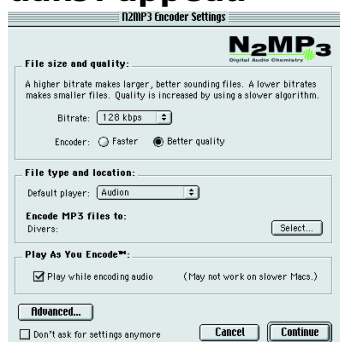 N2MP3 Encoder Settings
N2MP3
Digital Audio Chemistry
File size and quality:
A higher bitrate makes larger, better sounding files. A lower bitrates
makes smaller files. Quality is increased by using a slower algorithm.
Bitrate: 128 kbps
Encoder: Faster Better quality
File type and location:
Default player: Audion
Encode MP3 files to:
Divers: Select...
Play As You Encode™:
Play while encoding audio (May not work on slower Macs.)
Advanced...
Don't ask for settings anymore Cancel Continue